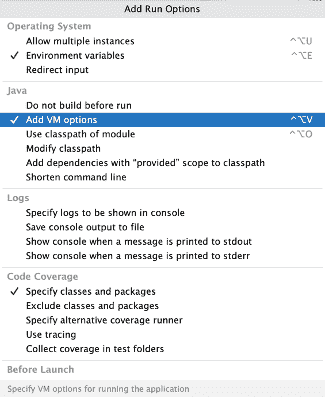 Add Run Options
Operating System
Allow multiple instances ⌃⌥U
✓ Environment variables ⌃⌥E
Redirect input
Java
Do not build before run
✓ Add VM options ⌃⌥V
Use classpath of module ⌃⌥O
Modify classpath
Add dependencies with “provided” scope to classpath
Shorten command line
Logs
Specify logs to be shown in console
Save console output to file
Show console when a message is printed to stdout
Show console when a message is printed to stderr
Code Coverage
✓ Specify classes and packages
Exclude classes and packages
Specify alternative coverage runner
Use tracing
Collect coverage in test folders
Before Launch
Specify VM options for running the application